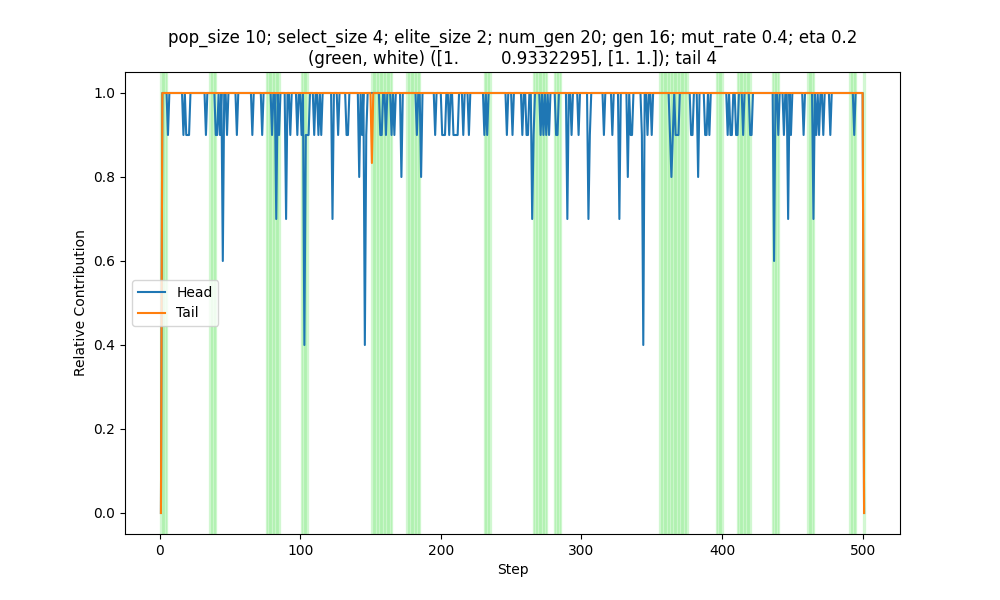 pop_size 10; select_size 4; elite_size 2; num_gen 20; gen 16; mut_rate 0.4; eta 0.2
(green, white) ([1.        0.9332295], [1. 1.]); tail 4
1.0
0.8
0.6
0.4
0.2
0.0
Relative Contribution
Head
Tail
0 100 200 300 400 500
Step